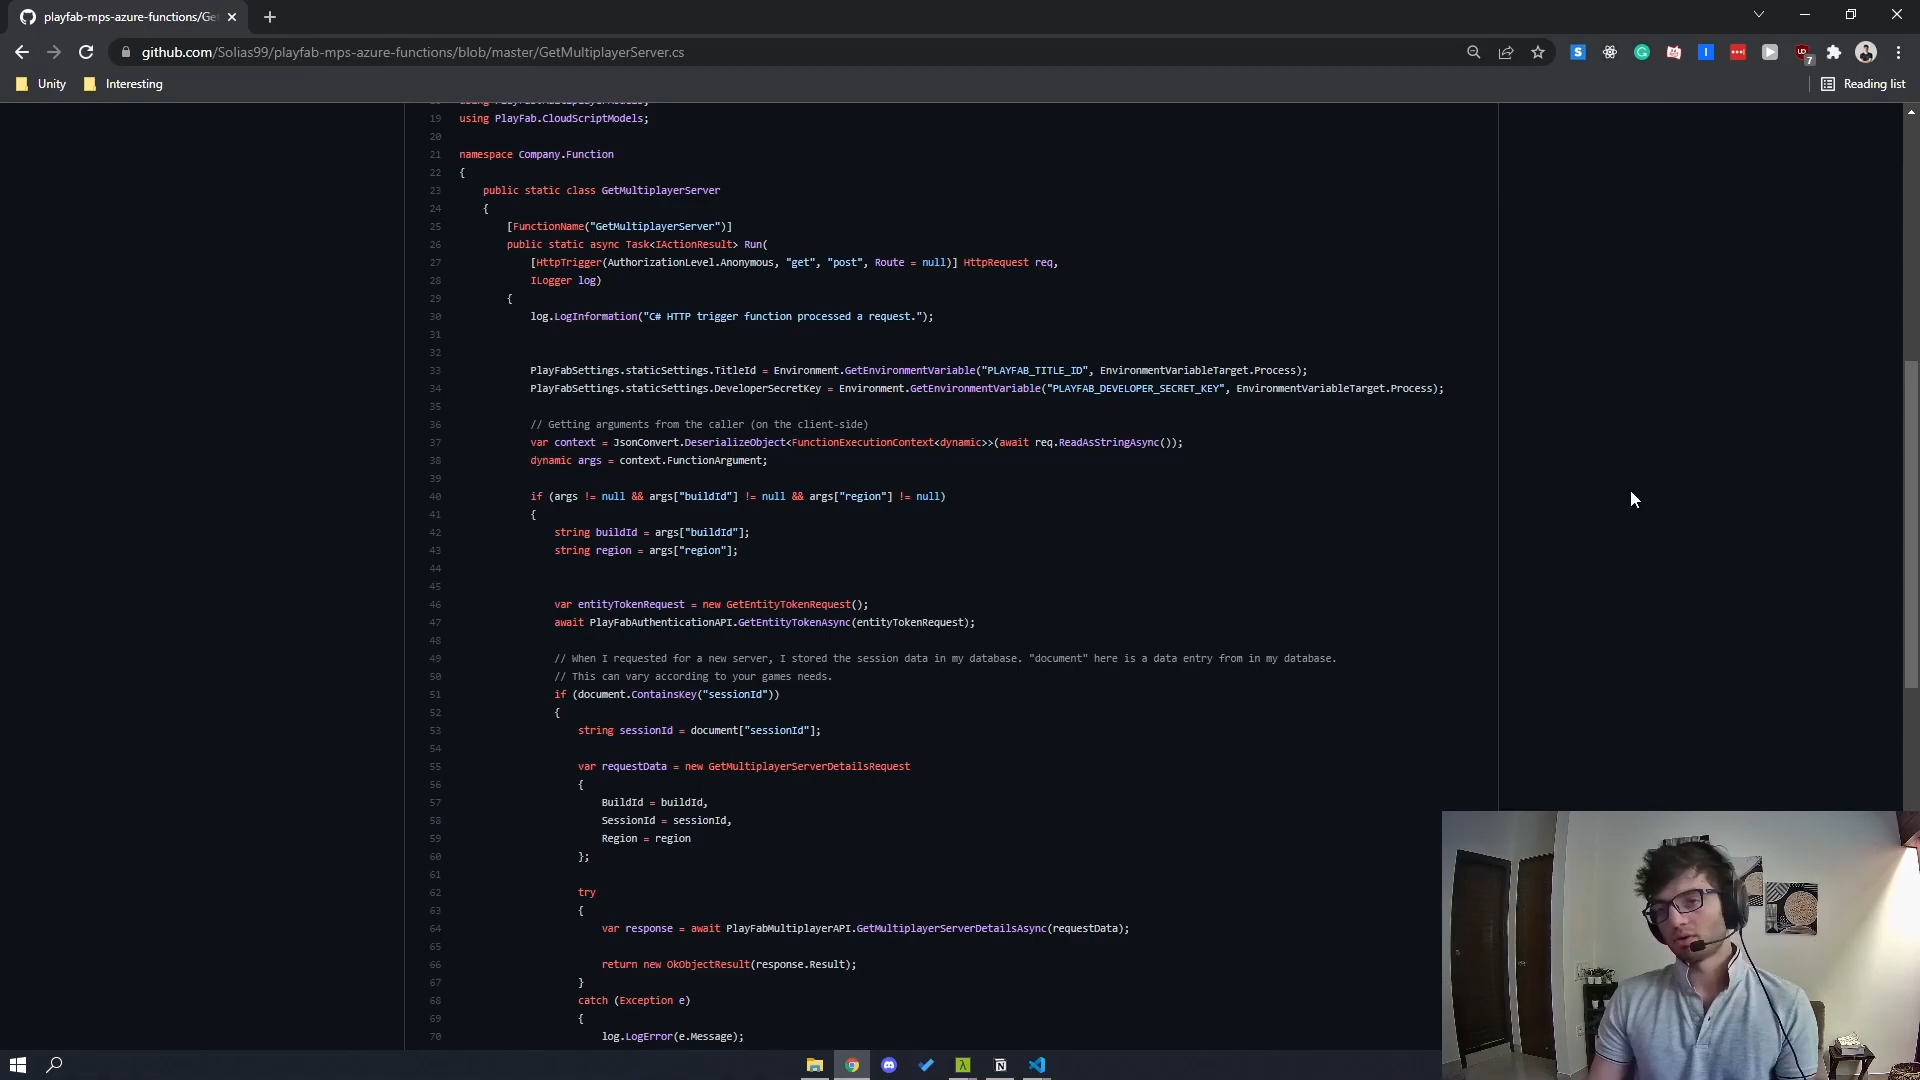 playfab-mps-azure-functions/Ge
github.com/Solias99/playfab-mps-azure-functions/blob/master/GetMultiplayerServer.cs
7
Unity
Interesting
Reading list
19 using PlayFab.CloudScriptModels;
20
21 namespace Company.Function
22 {
23 public static class GetMultiplayerServer
24 {
25 [FunctionName("GetMultiplayerServer")]
26 public static async Task<IActionResult> Run(
27 [HttpTrigger(AuthorizationLevel.Anonymous, "get", "post", Route = null)] HttpRequest req,
28 ILogger log)
29 {
30 log.LogInformation("C# HTTP trigger function processed a request.");
31
32
33 PlayFabSettings.staticSettings.TitleId = Environment.GetEnvironmentVariable("PLAYFAB_TITLE_ID", EnvironmentVariableTarget.Process);
34 PlayFabSettings.staticSettings.DeveloperSecretKey = Environment.GetEnvironmentVariable("PLAYFAB_DEVELOPER_SECRET_KEY", EnvironmentVariableTarget.Process);
35
36 // Getting arguments from the caller (on the client-side)
37 var context = JsonConvert.DeserializeObject<FunctionExecutionContext<dynamic>>(await req.ReadAsStringAsync());
38 dynamic args = context.FunctionArgument;
39
40 if (args != null && args["buildId"] != null && args["region"] != null)
41 {
42 string buildId = args["buildId"];
43 string region = args["region"];
44
45
46 var entityTokenRequest = new GetEntityTokenRequest();
47 await PlayFabAuthenticationAPI.GetEntityTokenAsync(entityTokenRequest);
48
49 // When I requested for a new server, I stored the session data in my database. "document" here is a data entry from in my database.
50 // This can vary according to your games needs.
51 if (document.ContainsKey("sessionId"))
52 {
53 string sessionId = document["sessionId"];
54
55 var requestData = new GetMultiplayerServerDetailsRequest
56 {
57 BuildId = buildId,
58 SessionId = sessionId,
59 Region = region
60 };
61
62 try
63 {
64 var response = await PlayFabMultiplayerAPI.GetMultiplayerServerDetailsAsync(requestData);
65
66 return new OkObjectResult(response.Result);
67 }
68 catch (Exception e)
69 {
70 log.LogError(e.Message);